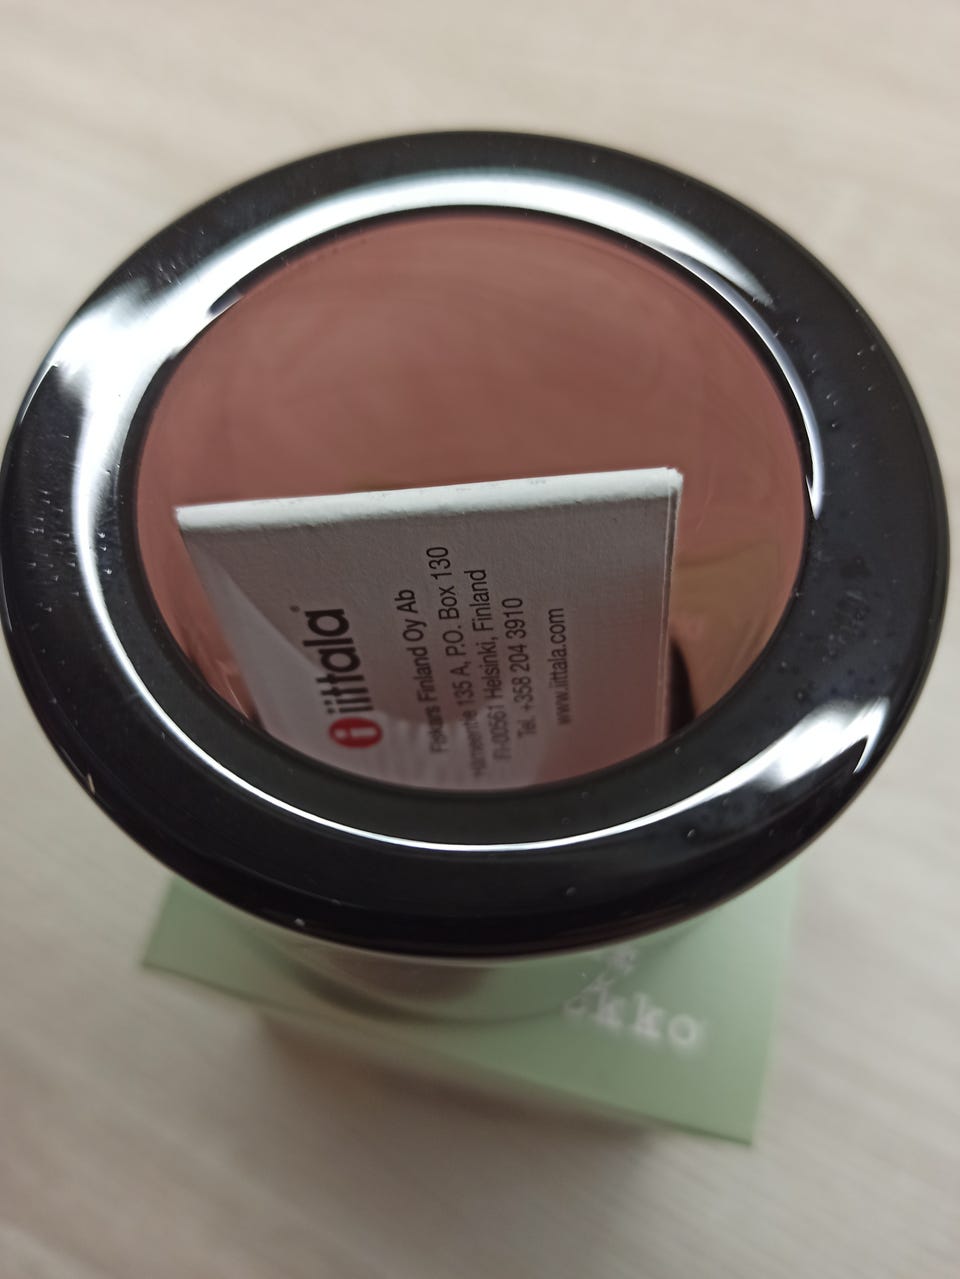 i iittala
Fiskars Finland Oy Ab
Hämeentie 135 A, P.O. Box 130
FI-00561 Helsinki, Finland
Tel. +358 204 3910
www.iittala.com